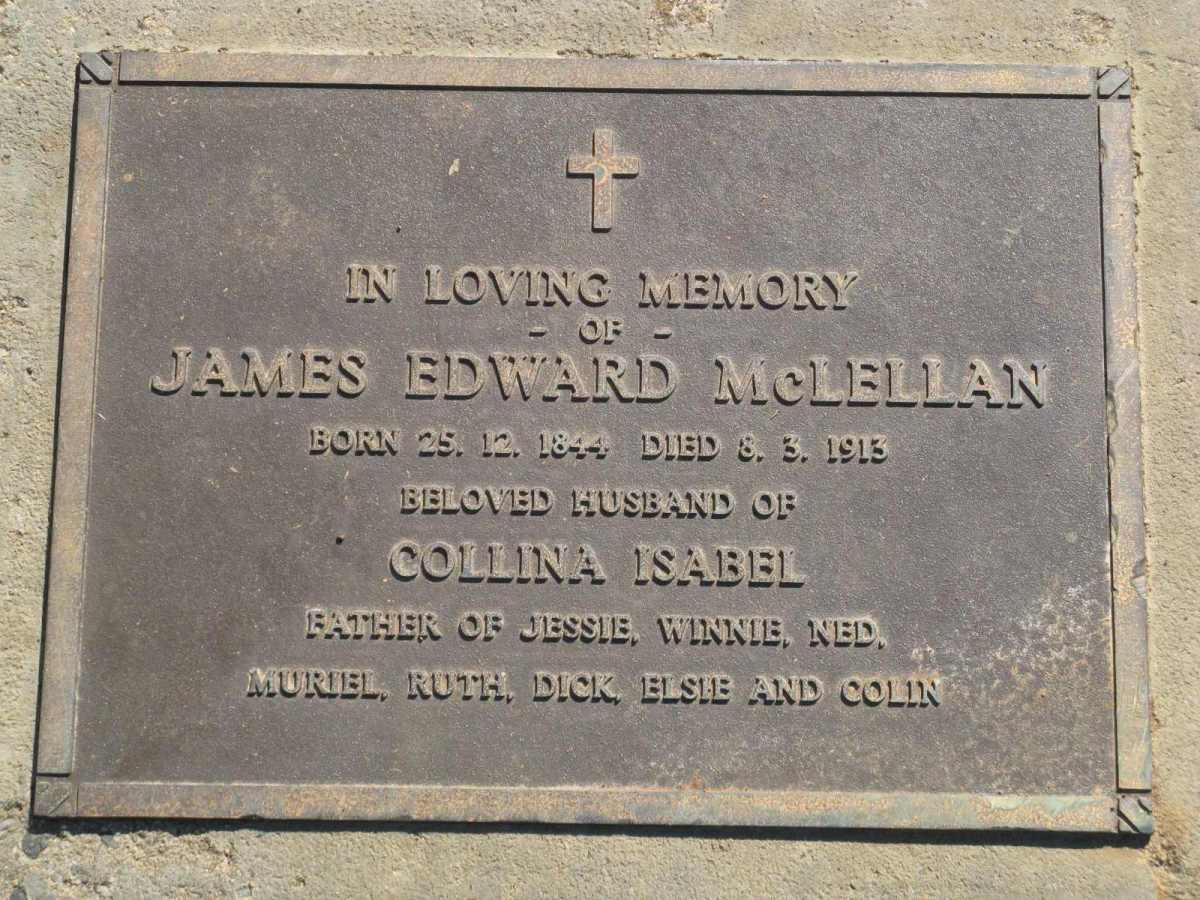 IN LOVING MEMORY
- OF -
JAMES EDWARD McLELLAN
BORN 25. 12. 1844 DIED 8. 3. 1913
BELOVED HUSBAND OF
COLLINA ISABEL
FATHER OF JESSIE, WINNIE, NED,
MURIEL, RUTH, DICK, ELSIE AND COLIN